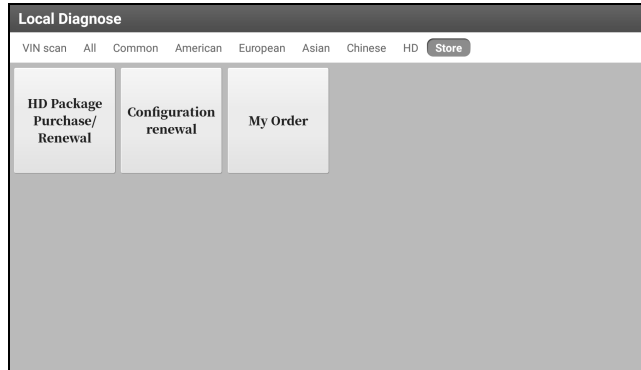 Local Diagnose
VIN scan All Common American European Asian Chinese HD Store
HD Package
Purchase/
Renewal
Configuration
renewal
My Order